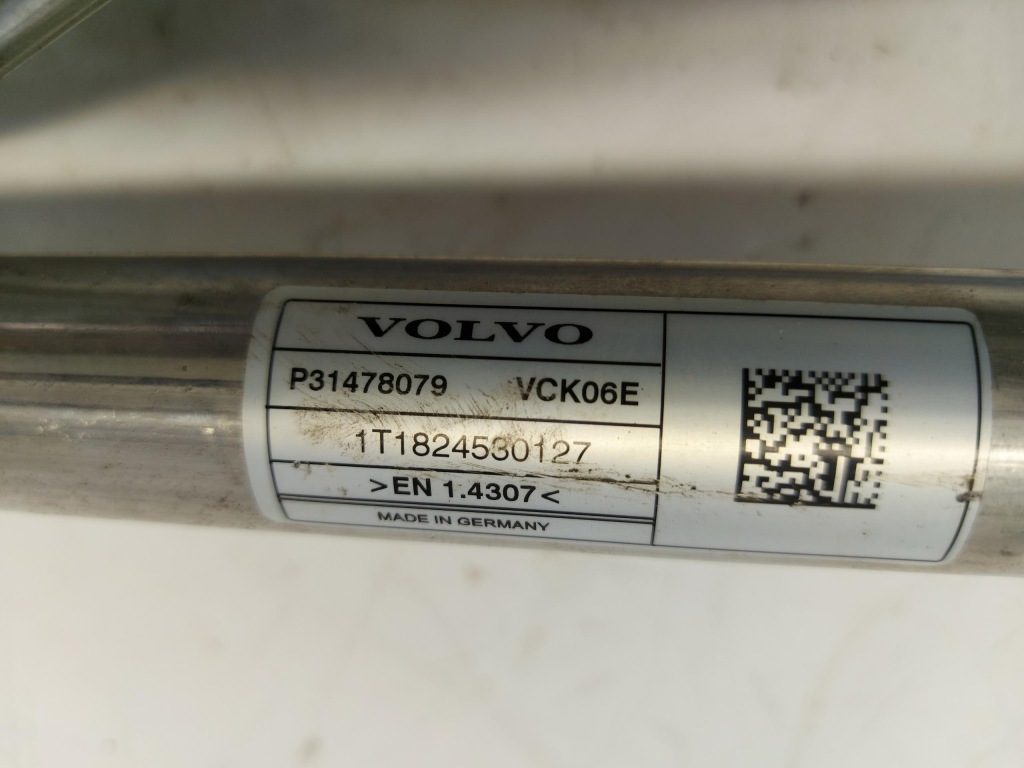 VOLVO
P31478079 VCK06E
1T1824530127
>EN 1.4307<
MADE IN GERMANY